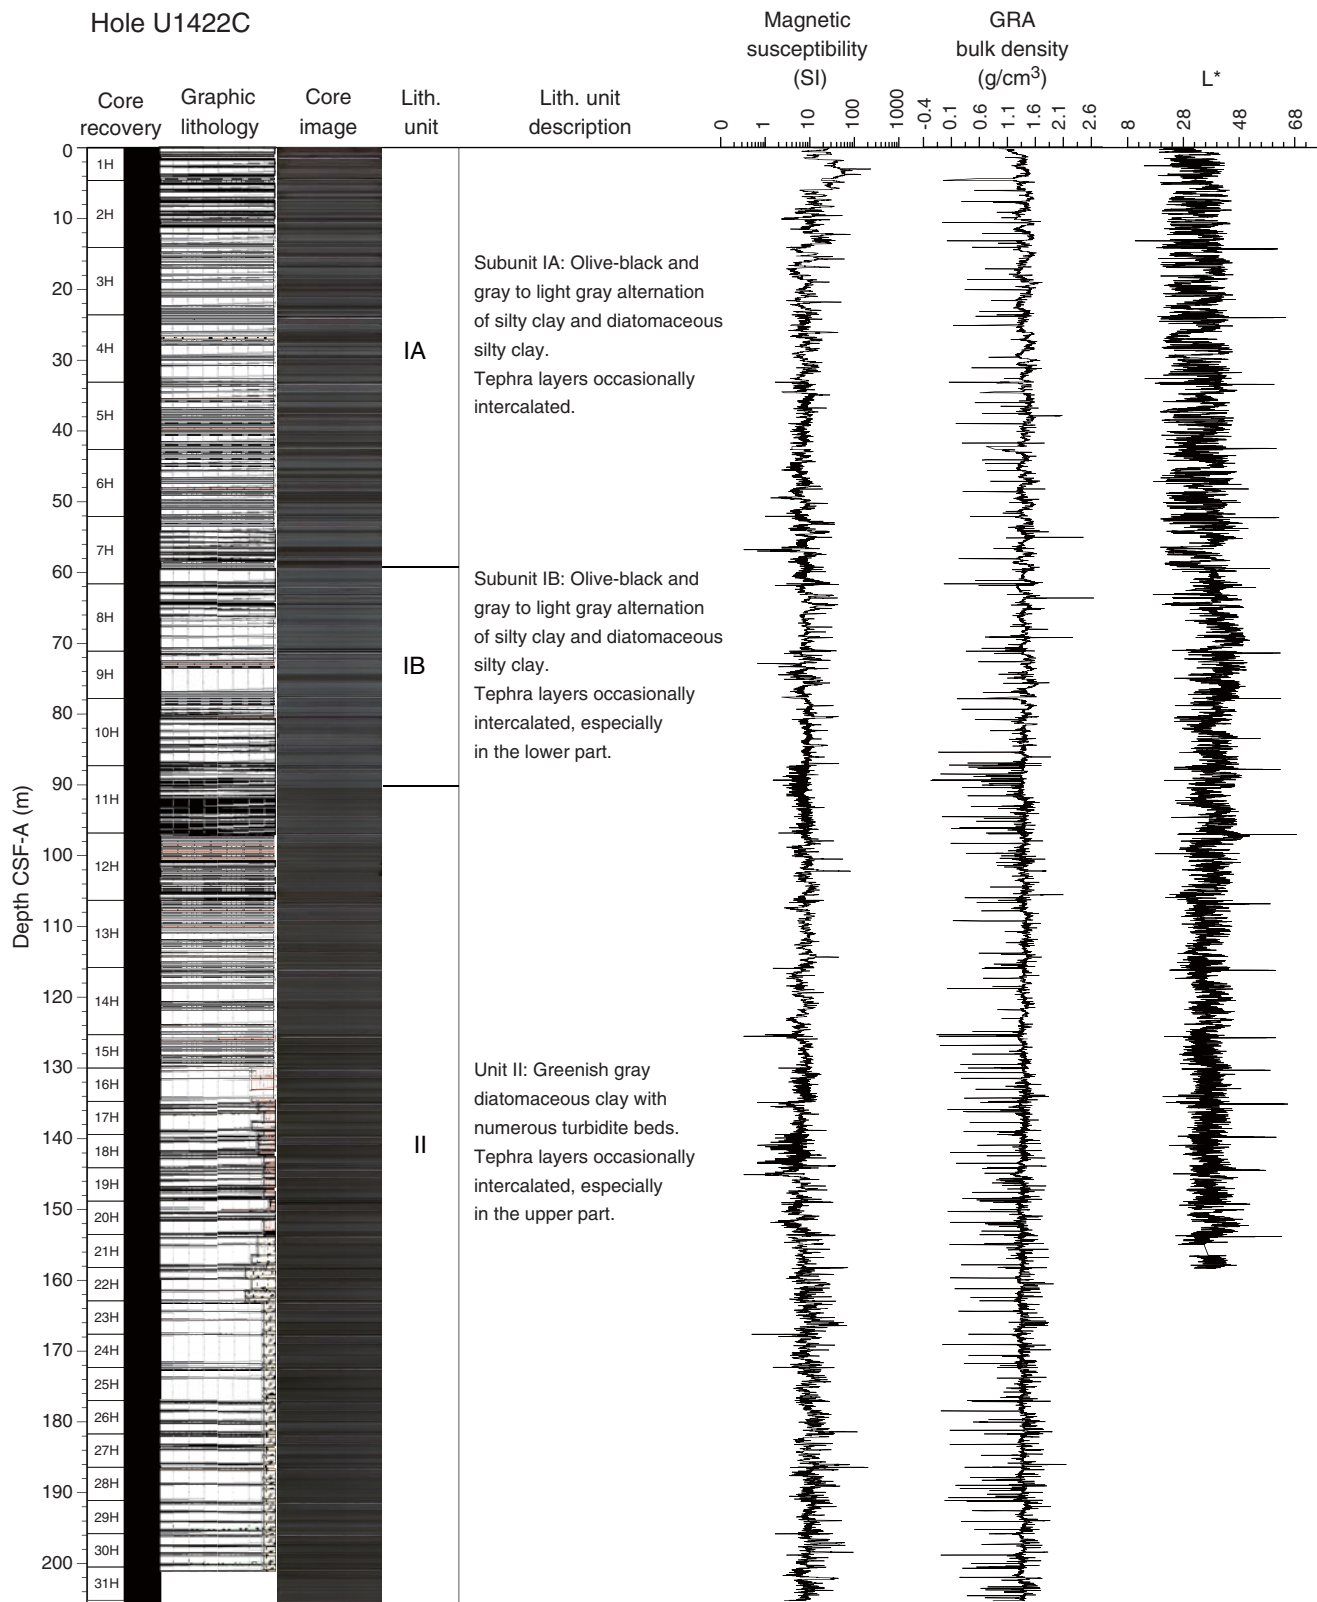 Hole U1422C
Magnetic
susceptibility
(SI)
GRA
bulk density
(g/cm3)
L*
Core
recovery
Graphic
lithology
Core
image
Lith.
unit
Lith. unit
description
0
1
10
100
1000
-0.4
0.1
0.6
1.1
1.6
2.1
2.6
8
28
48
68
Depth CSF-A (m)
0
10
20
30
40
50
60
70
80
90
100
110
120
130
140
150
160
170
180
190
200
1H
2H
3H
4H
5H
6H
7H
8H
9H
10H
11H
12H
13H
14H
15H
16H
17H
18H
19H
20H
21H
22H
23H
24H
25H
26H
27H
28H
29H
30H
31H
IA
IB
II
Subunit IA: Olive-black and
gray to light gray alternation
of silty clay and diatomaceous
silty clay.
Tephra layers occasionally
intercalated.
Subunit IB: Olive-black and
gray to light gray alternation
of silty clay and diatomaceous
silty clay.
Tephra layers occasionally
intercalated, especially
in the lower part.
Unit II: Greenish gray
diatomaceous clay with
numerous turbidite beds.
Tephra layers occasionally
intercalated, especially
in the upper part.